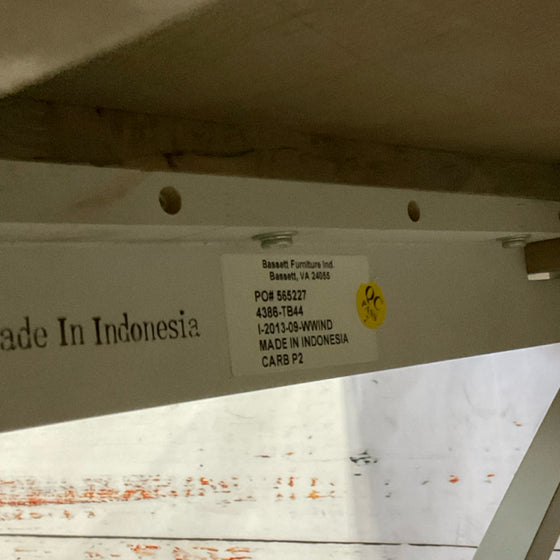 ade In Indonesia
Bassett Furniture Ind.
Bassett, VA 24055
PO# 565227
4386-TB44
I-2013-09-WWIND
MADE IN INDONESIA
CARB P2
QC